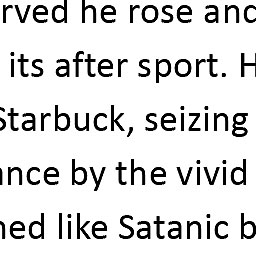 rved he rose and
its after sport. H
Starbuck, seizing
ance by the vivid
ned like Satanic b